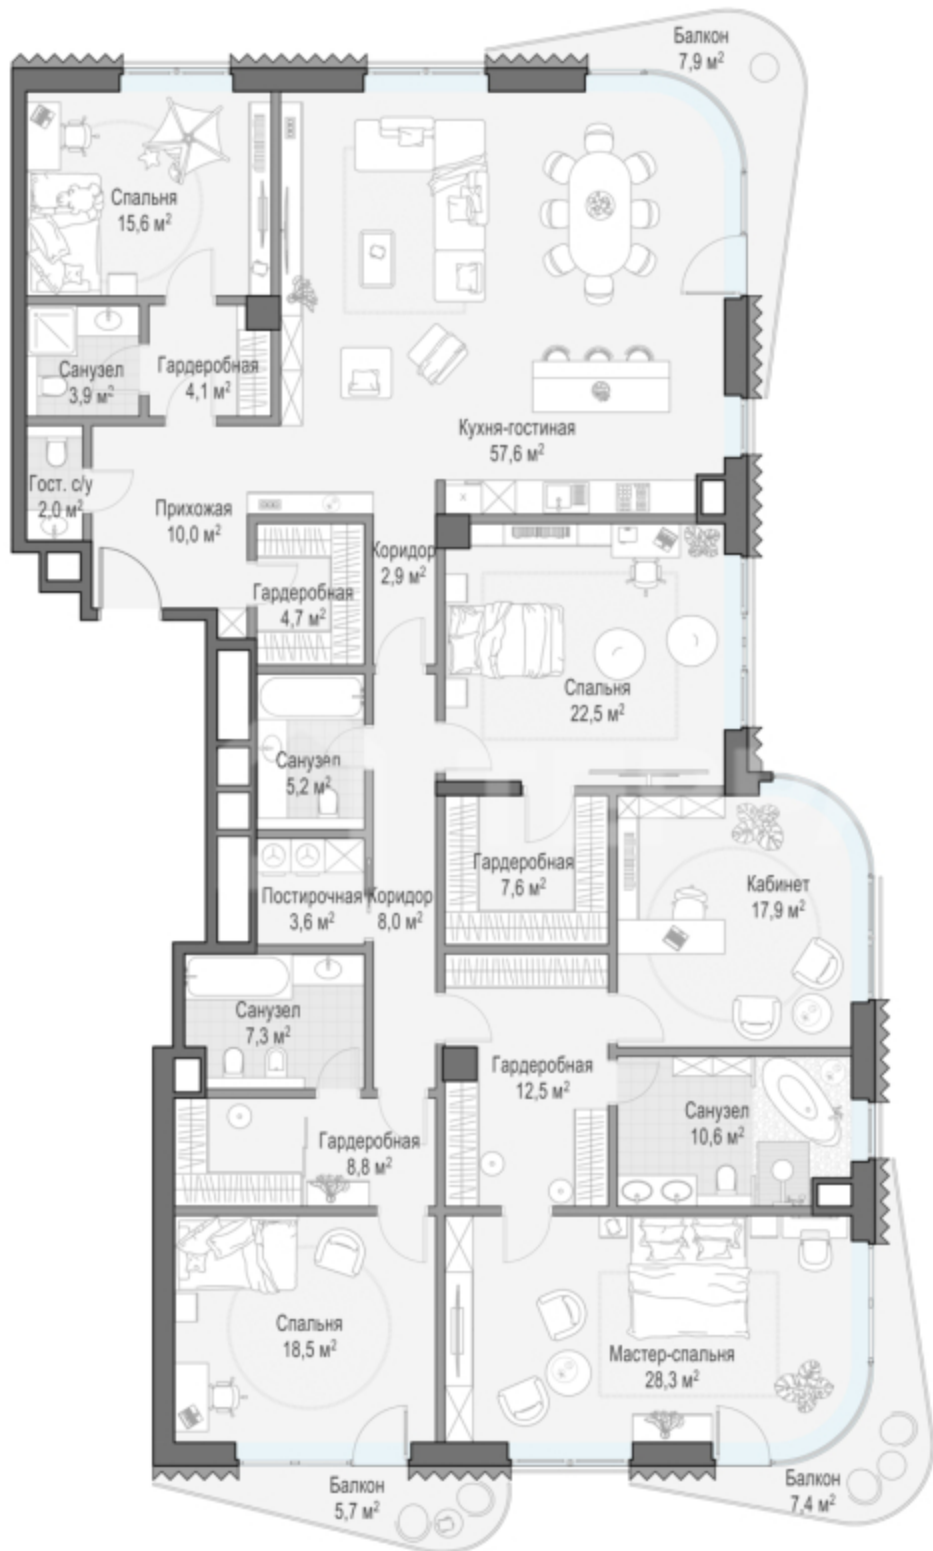 Балкон
7,9 м²
Спальня
15,6 м²
Санузел
3,9 м²
Гардеробная
4,1 м²
Кухня-гостиная
57,6 м²
Гост. с/у
2,0 м²
Прихожая
10,0 м²
Коридор
2,9 м²
Гардеробная
4,7 м²
Спальня
22,5 м²
Санузел
5,2 м²
Гардеробная
7,6 м²
Кабинет
17,9 м²
Постирочная
3,6 м²
Коридор
8,0 м²
Санузел
7,3 м²
Гардеробная
12,5 м²
Санузел
10,6 м²
Гардеробная
8,8 м²
Спальня
18,5 м²
Мастер-спальня
28,3 м²
Балкон
5,7 м²
Балкон
7,4 м²